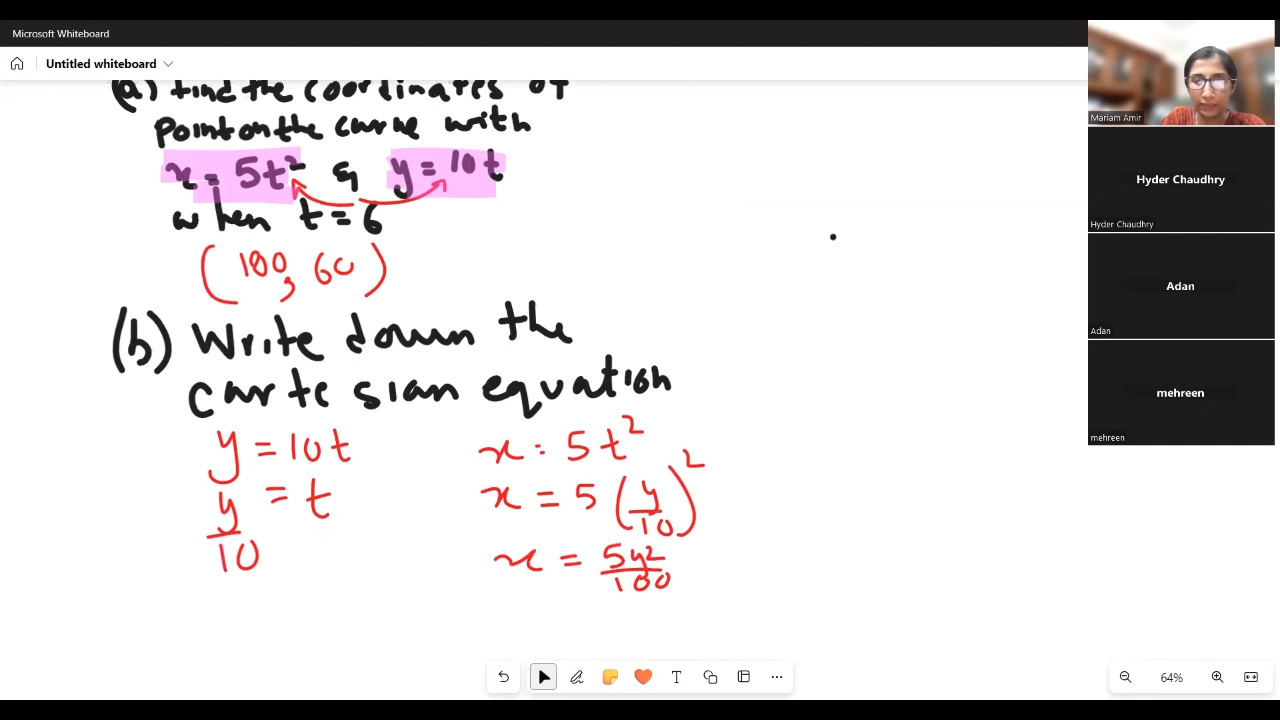 Microsoft Whiteboard
Untitled whiteboard
(a) find the coordinates of
point on the curve with
x = 5t² & y = 10t
when t = 6
(180, 60)
(b) Write down the
cartesian equation
y = 10t
y/10 = t
x = 5t²
x = 5(y/10)²
x = 5y²/100
Mariam Amir
Hyder Chaudhry
Hyder Chaudhry
Adan
Adan
mehreen
mehreen
64%